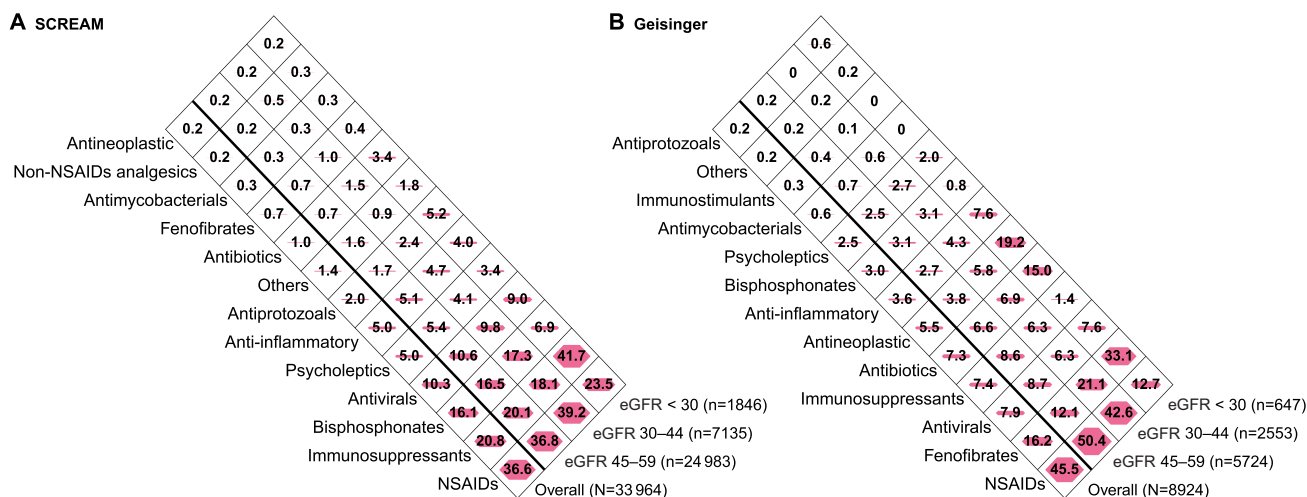 A SCREAM
0.2
0.2 0.3
0.2 0.5 0.3
0.2 0.2 0.3 0.4
Antineoplastic
0.2 0.3 1.0 3.4
Non-NSAIDs analgesics
0.3 0.7 1.5 1.8
Antimycobacterials
0.7 0.7 0.9 5.2
Fenofibrates
1.0 1.6 2.4 4.0
Antibiotics
1.4 1.7 4.7 3.4
Others
2.0 5.1 4.1 9.0
Antiprotozoals
5.0 5.4 9.8 6.9
Anti-inflammatory
5.0 10.6 17.3 41.7
Psycholeptics
10.3 16.5 18.1 23.5
Antivirals
eGFR < 30 (n=1846)
16.1 20.1 39.2
Bisphosphonates
eGFR 30–44 (n=7135)
20.8 36.8
Immunosuppressants
eGFR 45–59 (n=24 983)
36.6
NSAIDs
Overall (N=33 964)
B Geisinger
0.6
0 0.2
0.2 0.2 0
0.2 0.2 0.1 0
Antiprotozoals
0.2 0.4 0.6 2.0
Others
0.3 0.7 2.7 0.8
Immunostimulants
0.6 2.5 3.1 7.6
Antimycobacterials
2.5 3.1 4.3 19.2
Psycholeptics
3.0 2.7 5.8 15.0
Bisphosphonates
3.6 3.8 6.9 1.4
Anti-inflammatory
5.5 6.6 6.3 7.6
Antineoplastic
7.3 8.6 6.3 33.1
Antibiotics
7.4 8.7 21.1 12.7
Immunosuppressants
eGFR < 30 (n=647)
7.9 12.1 42.6
Antivirals
eGFR 30–44 (n=2553)
16.2 50.4
Fenofibrates
eGFR 45–59 (n=5724)
45.5
NSAIDs
Overall (N=8924)